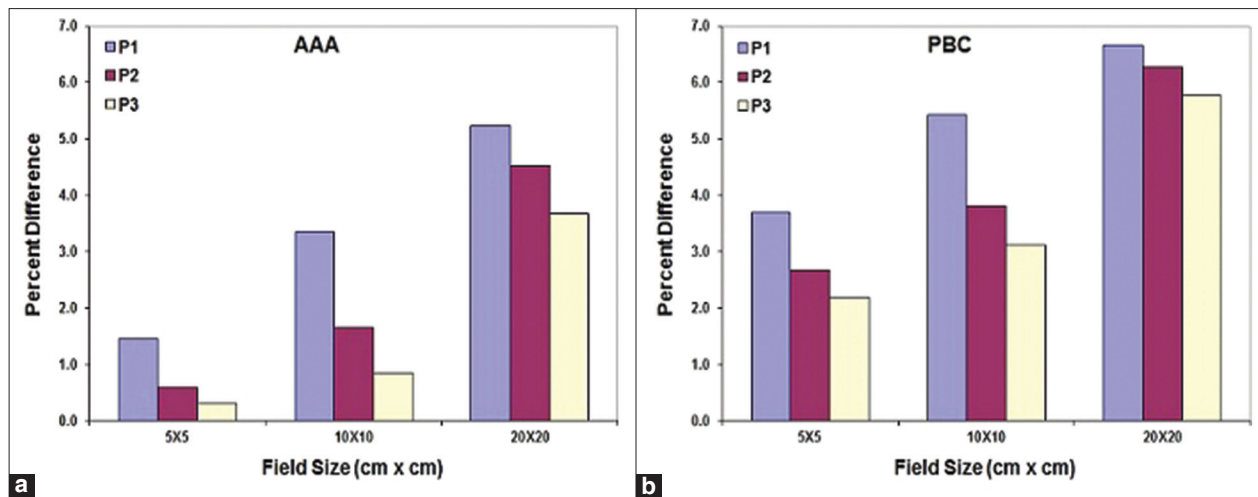 AAA
P1
P2
P3
7.0
6.0
5.0
4.0
3.0
2.0
1.0
0.0
Percent Difference
5X5 10X10 20X20
Field Size (cm x cm)
a
PBC
P1
P2
P3
7.0
6.0
5.0
4.0
3.0
2.0
1.0
0.0
Percent Difference
5X5 10X10 20X20
Field Size (cm x cm)
b